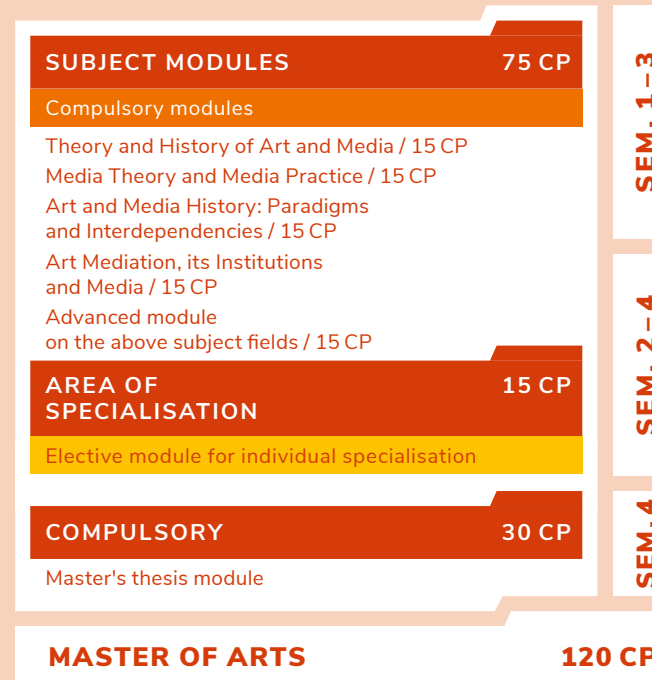 SUBJECT MODULES 75 CP
Compulsory modules
Theory and History of Art and Media / 15 CP
Media Theory and Media Practice / 15 CP
Art and Media History: Paradigms
and Interdependencies / 15 CP
Art Mediation, its Institutions
and Media / 15 CP
Advanced module
on the above subject fields / 15 CP
SEM. 1–3
AREA OF 15 CP
SPECIALISATION
Elective module for individual specialisation
SEM. 2–4
COMPULSORY 30 CP
Master's thesis module
SEM. 4
MASTER OF ARTS 120 CP